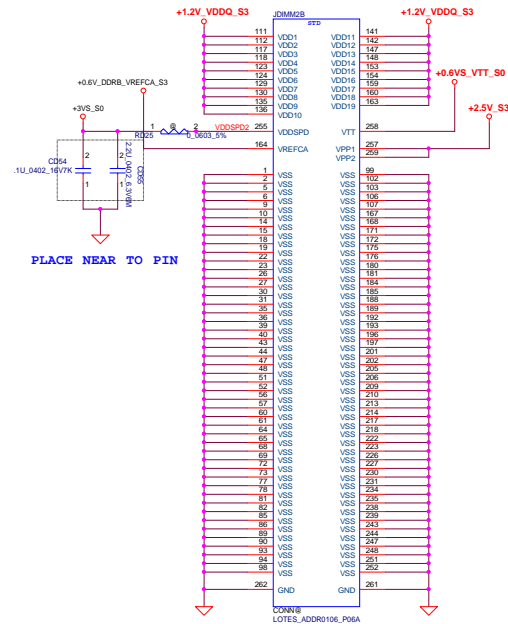 +1.2V_VDDQ_S3
JDIMM2B
+1.2V_VDDQ_S3
STD
111 VDD1 VDD11 141
112 VDD2 VDD12 142
117 VDD3 VDD13 147
118 VDD4 VDD14 148
123 VDD5 VDD15 153
124 VDD6 VDD16 154
129 VDD7 VDD17 159
130 VDD8 VDD18 160
135 VDD9 VDD19 163
136 VDD10
+0.6VS_VTT_S0
+0.6V_DDRB_VREFCA_S3
+3VS_S0
+2.5V_S3
VDDSPD2 255 VDDSPD VTT 258
1 @ 2
RD25 0_0603_5%
164 VREFCA VPP1 257
VPP2 259
CD54
.1U_0402_16V7K
2
1
2
1
CD55
2.2U_0402_6.3V6M
PLACE NEAR TO PIN
1 VSS VSS 99
2 VSS VSS 102
5 VSS VSS 103
6 VSS VSS 106
9 VSS VSS 107
10 VSS VSS 167
14 VSS VSS 168
15 VSS VSS 171
18 VSS VSS 172
19 VSS VSS 175
22 VSS VSS 176
23 VSS VSS 180
26 VSS VSS 181
27 VSS VSS 184
30 VSS VSS 185
31 VSS VSS 188
35 VSS VSS 189
36 VSS VSS 192
39 VSS VSS 193
40 VSS VSS 196
43 VSS VSS 197
44 VSS VSS 201
47 VSS VSS 202
48 VSS VSS 205
51 VSS VSS 206
52 VSS VSS 209
56 VSS VSS 210
57 VSS VSS 213
60 VSS VSS 214
61 VSS VSS 217
64 VSS VSS 218
65 VSS VSS 222
68 VSS VSS 223
69 VSS VSS 226
72 VSS VSS 227
73 VSS VSS 230
77 VSS VSS 231
78 VSS VSS 234
81 VSS VSS 235
82 VSS VSS 238
85 VSS VSS 239
86 VSS VSS 243
89 VSS VSS 244
90 VSS VSS 247
93 VSS VSS 248
94 VSS VSS 251
98 VSS VSS 252
262 GND GND 261
CONN@
LOTES_ADDR0106_P06A